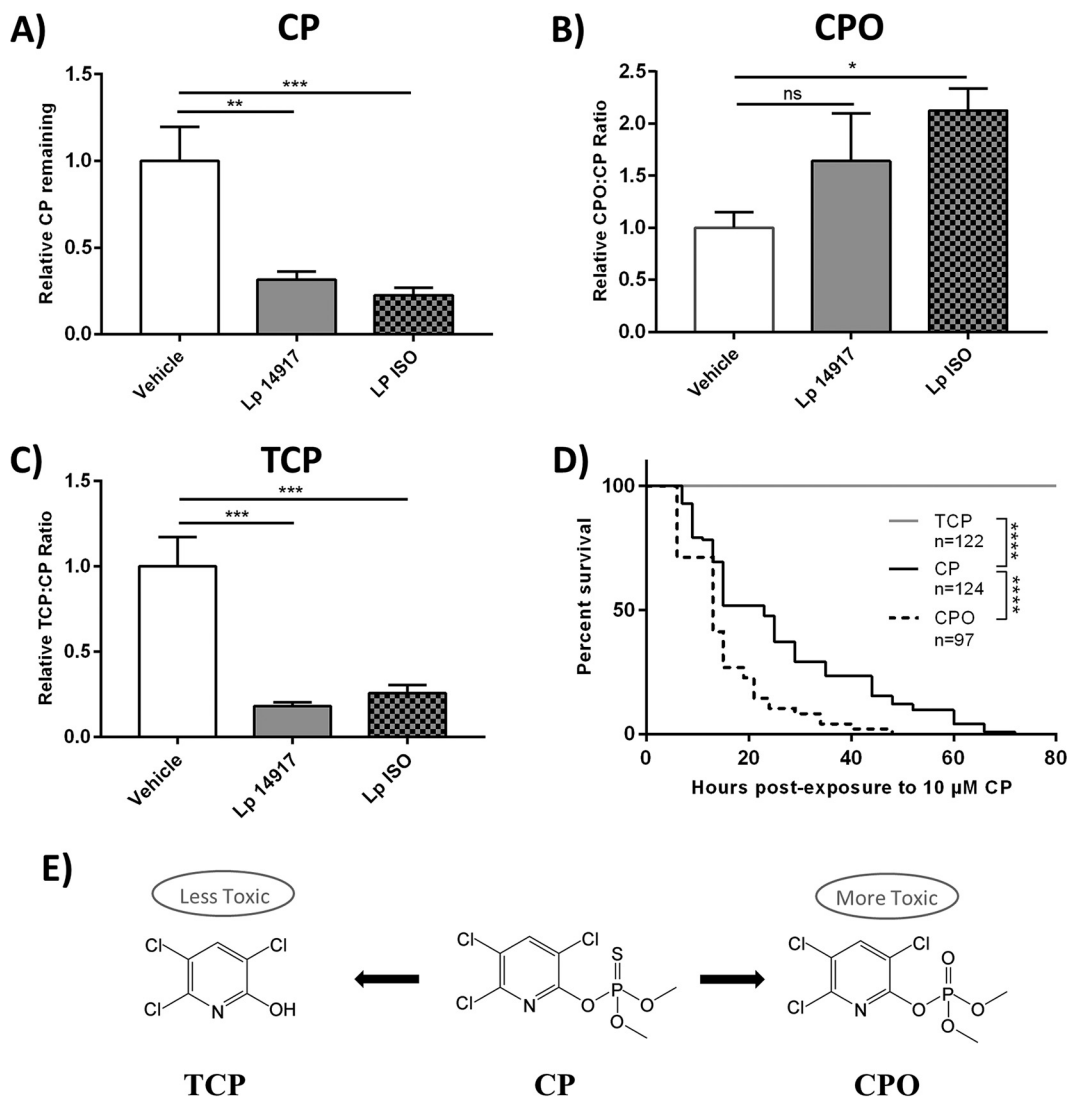 A)
CP
Relative CP remaining
1.5
1.0
0.5
0.0
***
**
Vehicle
Lp 14917
LP ISO
B)
CPO
Relative CPO:CP Ratio
2.5
2.0
1.5
1.0
0.5
0.0
*
ns
Vehicle
Lp 14917
Lp ISO
C)
TCP
Relative TCP:CP Ratio
1.5
1.0
0.5
0.0
***
***
Vehicle
Lp 14917
Lp ISO
D)
Percent survival
100
50
0
0
20
40
60
80
Hours post-exposure to 10 µM CP
TCP
n=122
CP
n=124
CPO
n=97
****
****
E)
Less Toxic
More Toxic
Cl
Cl
Cl
N
OH
Cl
Cl
Cl
N
O
P
S
O
O
Cl
Cl
Cl
N
O
P
O
O
O
TCP
CP
CPO